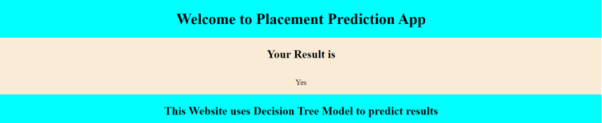 Welcome to Placement Prediction App
Your Result is
Yes
This Website uses Decision Tree Model to predict results